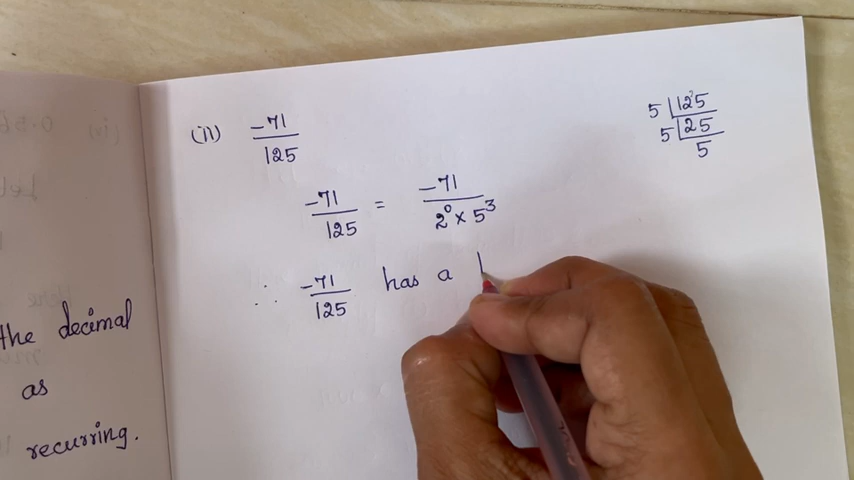 the decimal
as
recurring.
(ii) -71/125
-71/125 = -71/2⁰ × 5³
∴ -71/125 has a
5 | 125
5 | 25
5